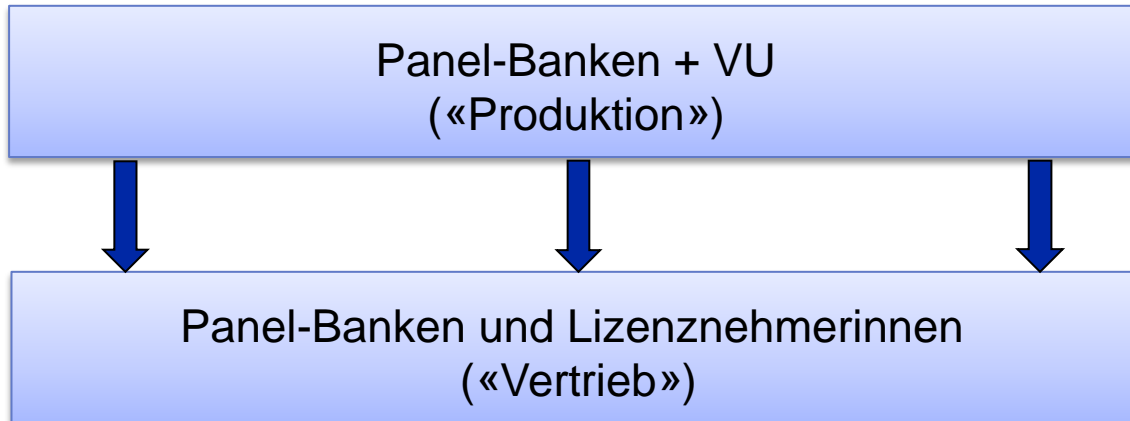 Panel-Banken + VU
(«Produktion»)
Panel-Banken und Lizenznehmerinnen
(«Vertrieb»)